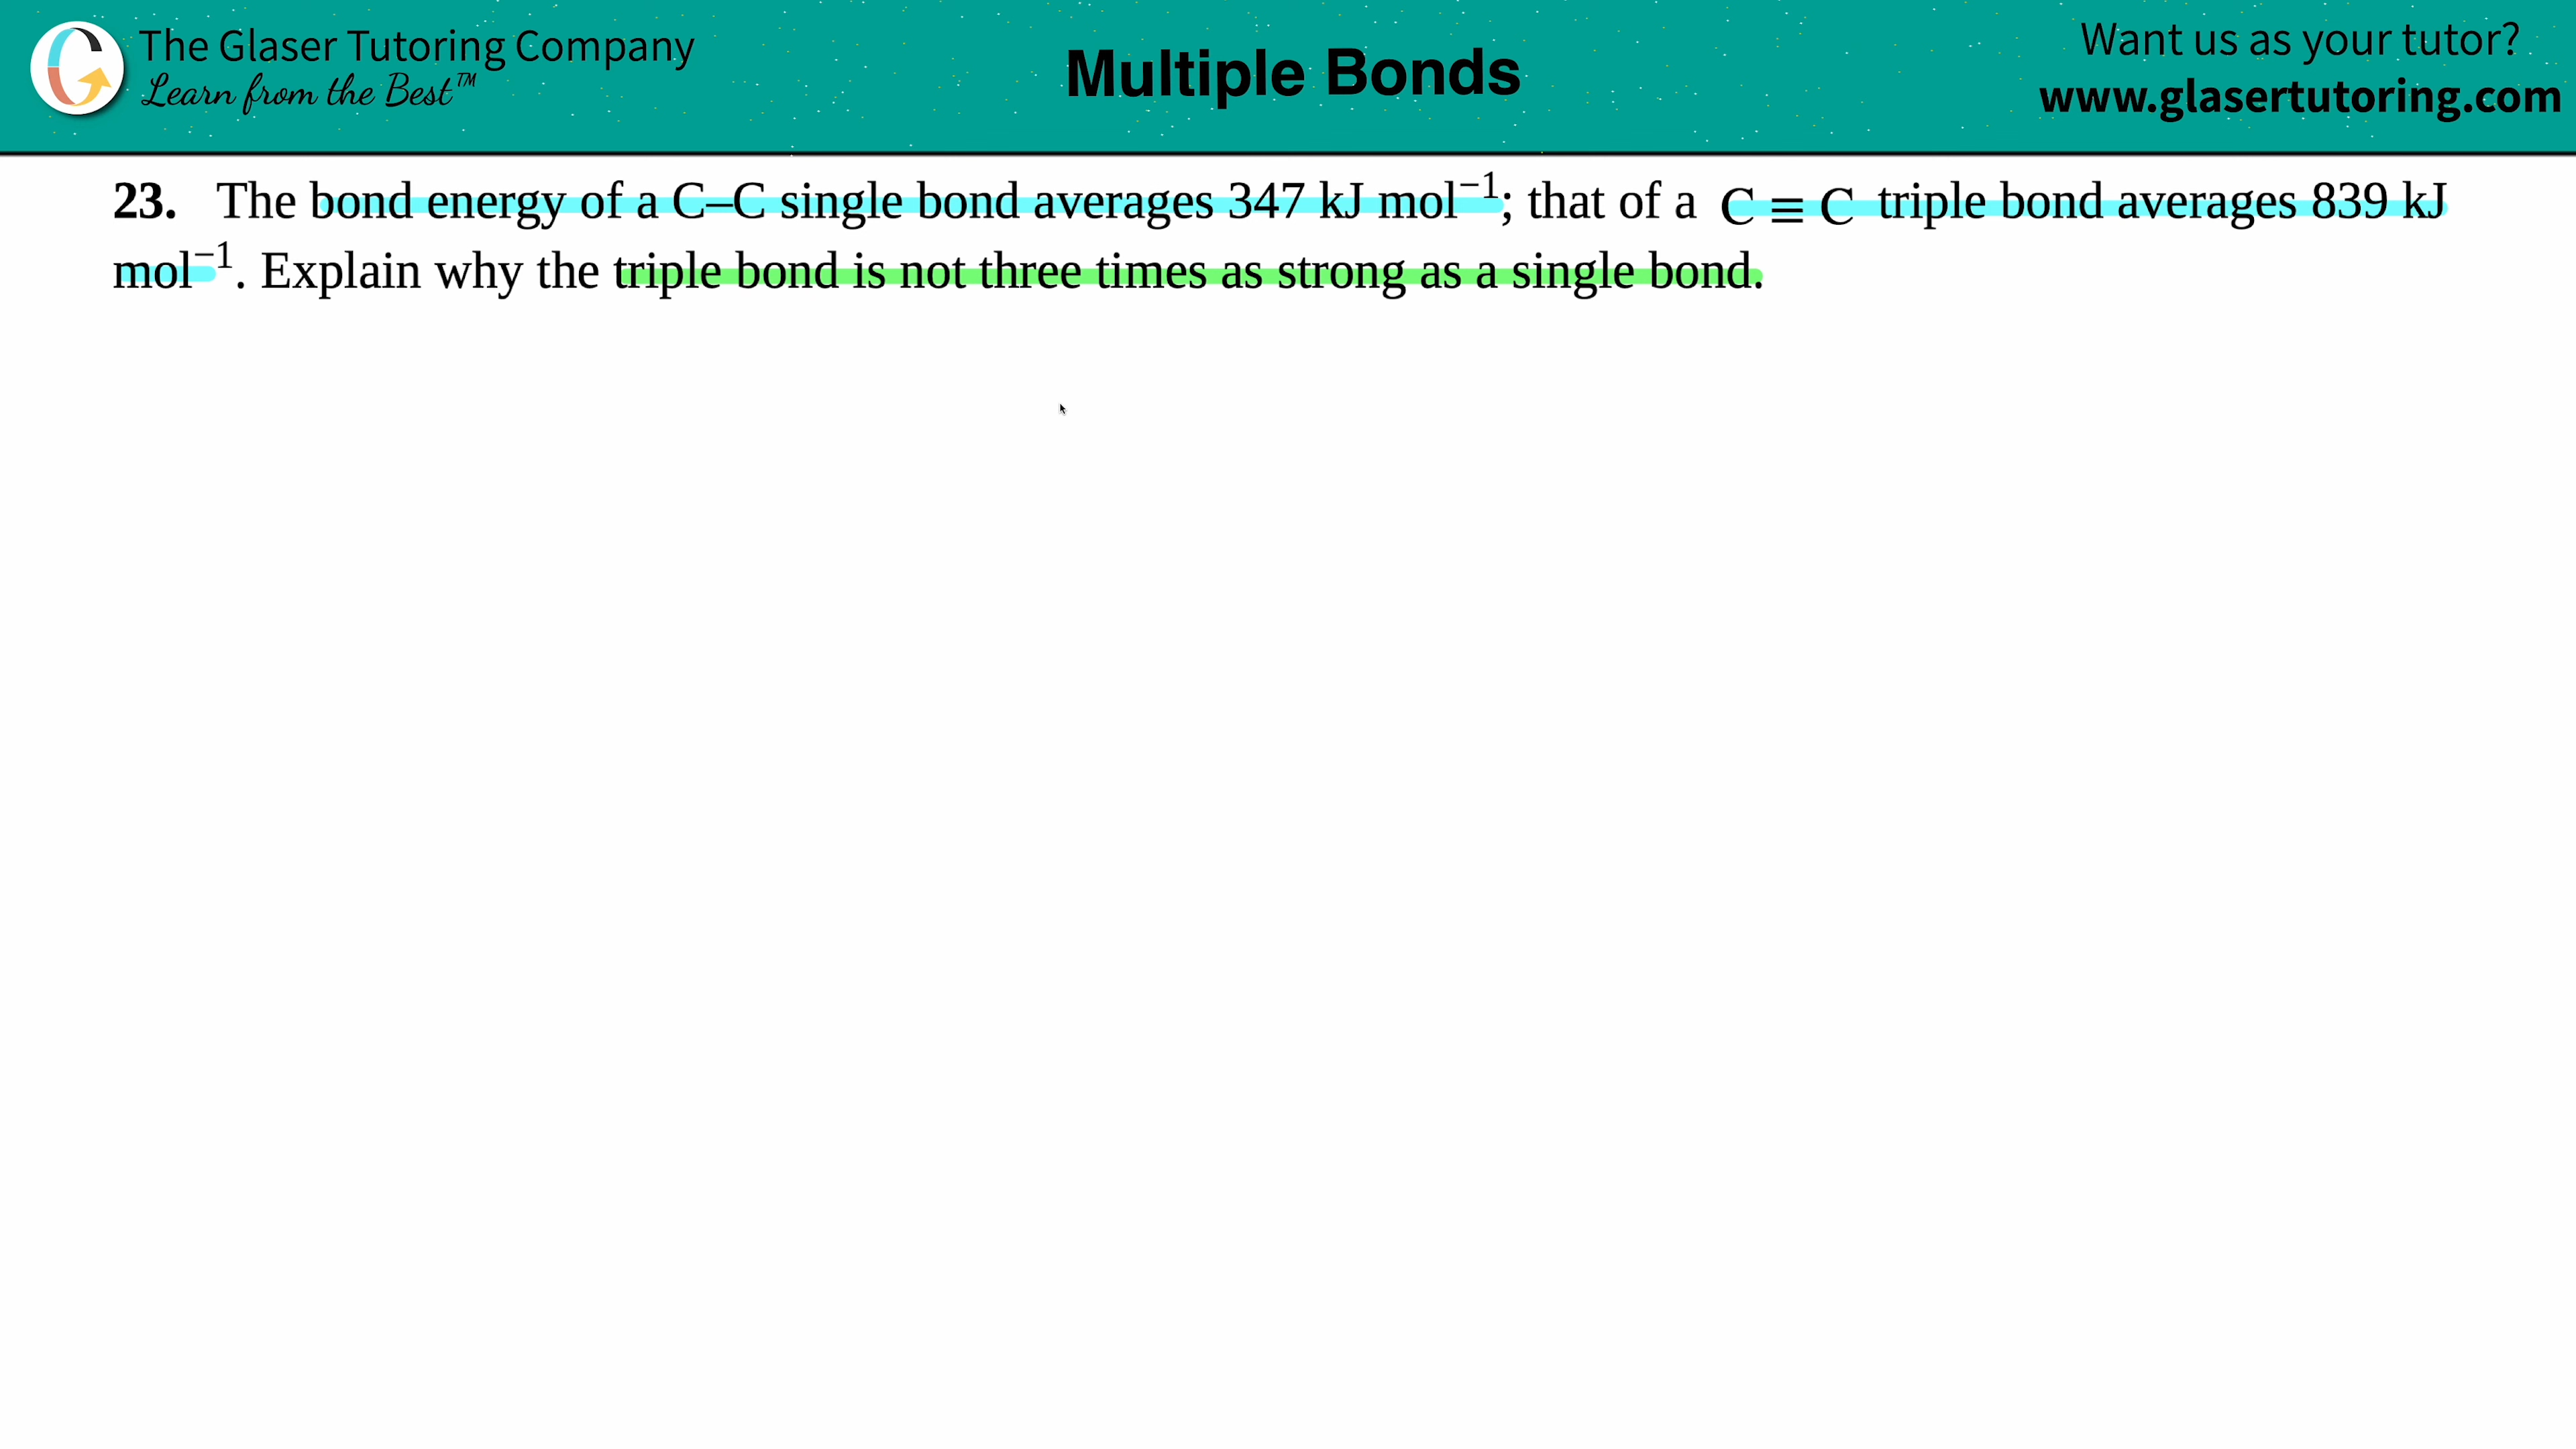 The Glaser Tutoring Company
Learn from the Best™
Multiple Bonds
Want us as your tutor?
www.glasertutoring.com
23. The bond energy of a C–C single bond averages 347 kJ mol⁻¹; that of a C ≡ C triple bond averages 839 kJ
mol⁻¹. Explain why the triple bond is not three times as strong as a single bond.